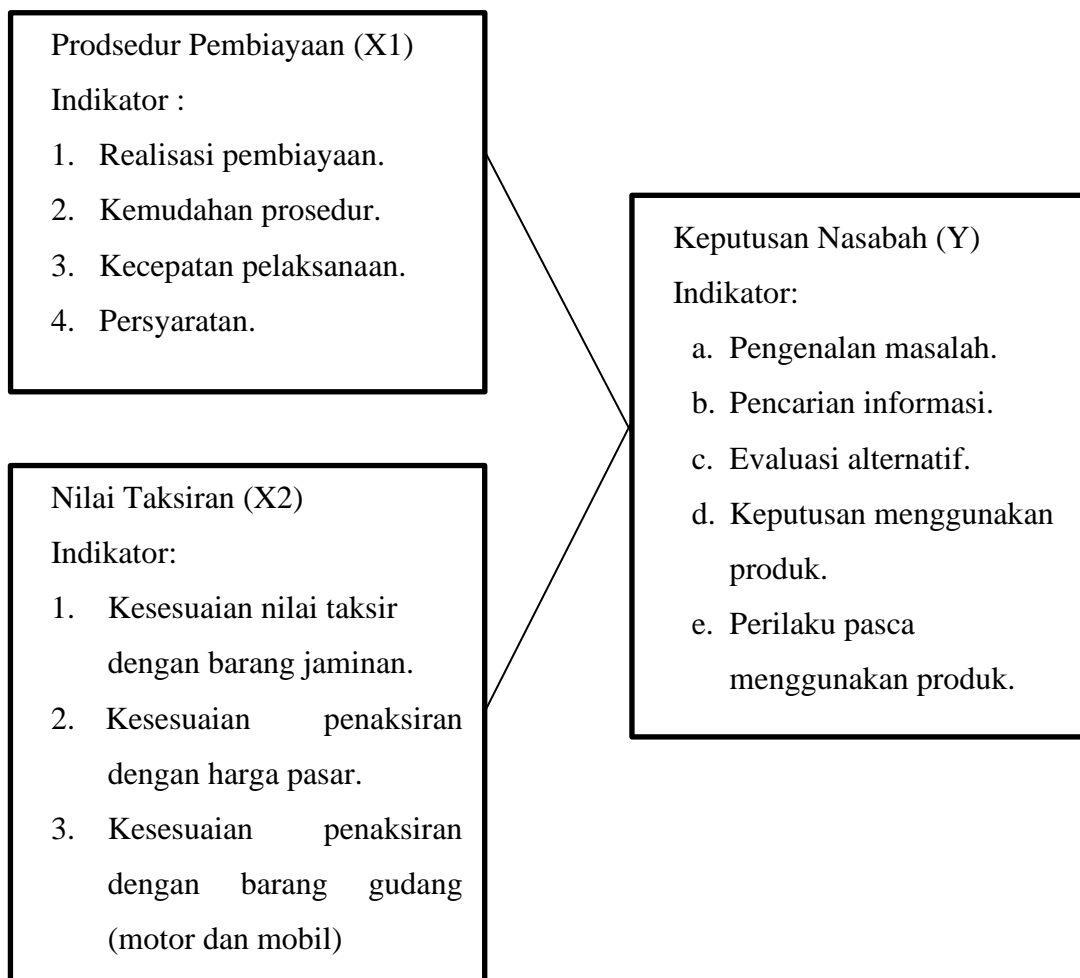 Prodsedur Pembiayaan (X1)
Indikator :
1. Realisasi pembiayaan.
2. Kemudahan prosedur.
3. Kecepatan pelaksanaan.
4. Persyaratan.
Nilai Taksiran (X2)
Indikator:
1. Kesesuaian nilai taksir
dengan barang jaminan.
2. Kesesuaian penaksiran
dengan harga pasar.
3. Kesesuaian penaksiran
dengan barang gudang
(motor dan mobil)
Keputusan Nasabah (Y)
Indikator:
a. Pengenalan masalah.
b. Pencarian informasi.
c. Evaluasi alternatif.
d. Keputusan menggunakan
produk.
e. Perilaku pasca
menggunakan produk.